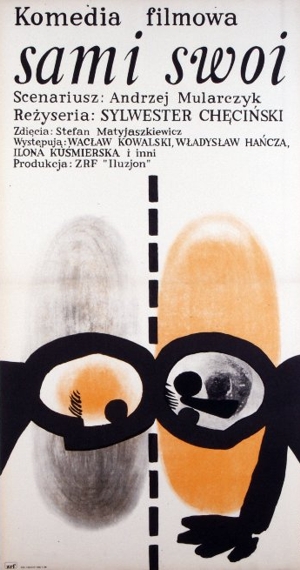 Komedia filmowa
sami swoi
Scenariusz: Andrzej Mularczyk
Reżyseria: SYLWESTER CHĘCIŃSKI
Zdjęcia: Stefan Matyjaszkiewicz
Występują: WACŁAW KOWALSKI, WŁADYSŁAW HAŃCZA,
ILONA KUŚMIERSKA i inni
Produkcja: ZRF "Iluzjon"